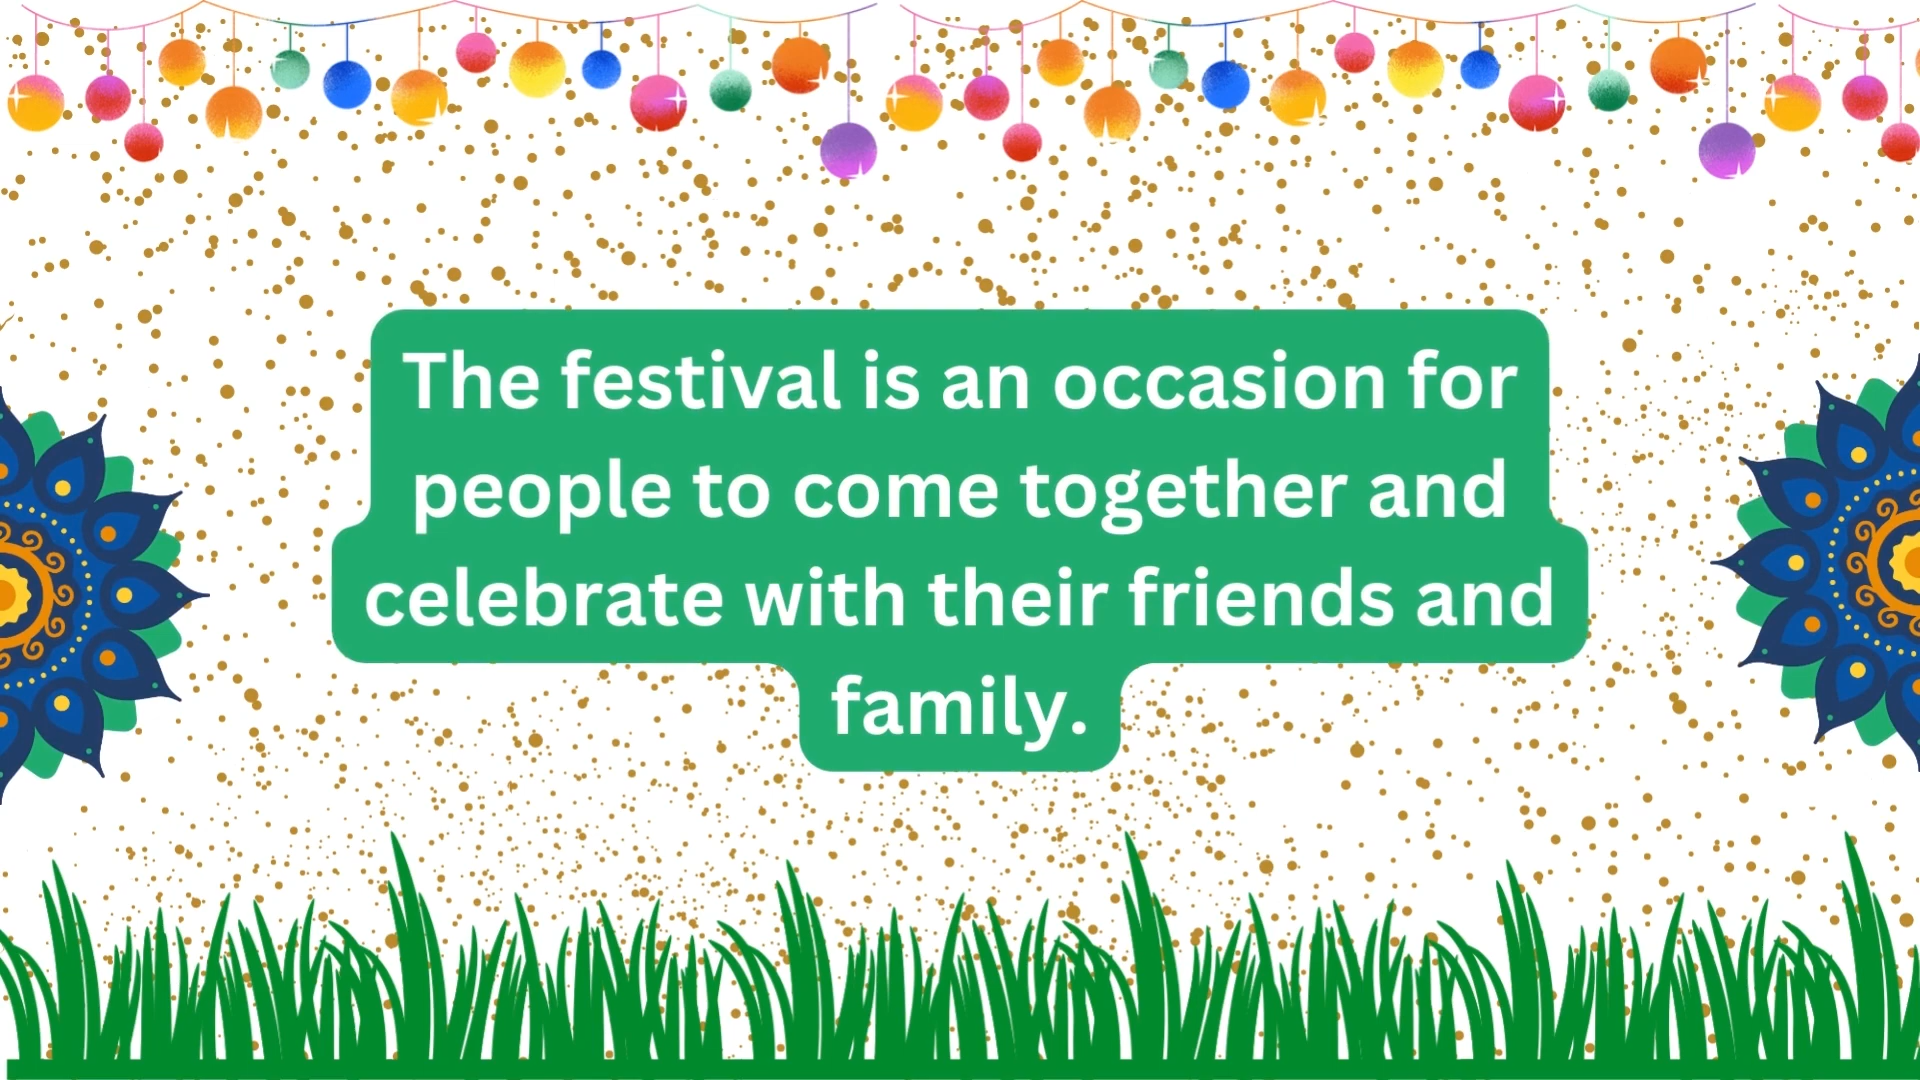 The festival is an occasion for
people to come together and
celebrate with their friends and
family.